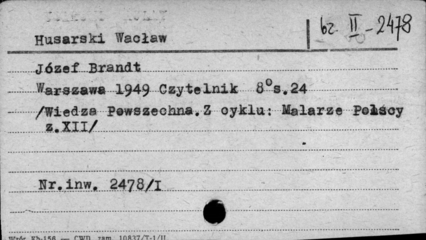 Husarski Wacław
bz. II-2478
Józef Brandt
Warszawa 1949 Czytelnik 8° s.24
/Wiedza Powszechna. Z cyklu: Malarze Polscy
z.XII/
Nr.inw. 2478/I